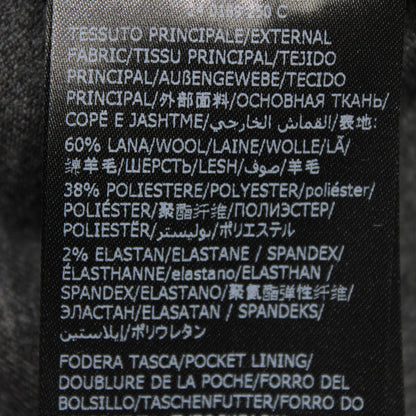 TESSUTO PRINCIPALE/EXTERNAL
FABRIC/TISSU PRINCIPAL/TEJIDO
PRINCIPAL/AUßENGEWEBE/TECIDO
PRINCIPAL/外部面料/ОСНОВНАЯ ТКАНЬ/
COPË E JASHTME/القماش الخارجي/表地:
60% LANA/WOOL/LAINE/WOLLE/LÃ/
纯羊毛/ШЕРСТЬ/LESH/صوف/羊毛
38% POLIESTERE/POLYESTER/poliéster/
POLIÉSTER/聚酯纤维/ПОЛИЭСТЕР/
POLIESTËR/بوليستر/ポリエステル
2% ELASTAN/ELASTANE / SPANDEX/
ÉLASTHANNE/elastano/ELASTHAN /
SPANDEX/ELASTANO/聚氨酯弹性纤维/
ЭЛАСТАН/ELASTAN / SPANDEKS/
إيلاستين/ポリウレタン
FODERA TASCA/POCKET LINING/
DOUBLURE DE LA POCHE/FORRO DEL
BOLSILLO/TASCHENFUTTER/FORRO DO